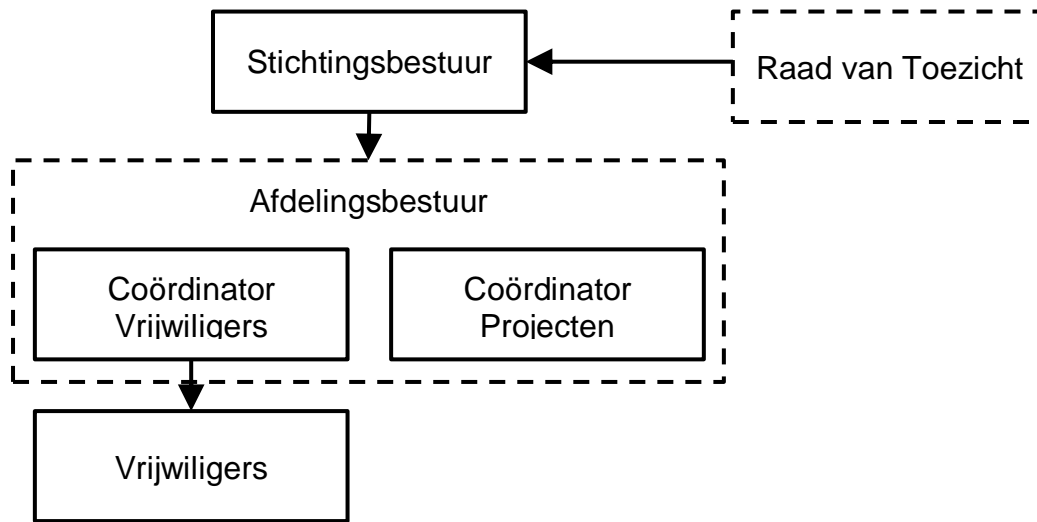 Stichtingsbestuur
Raad van Toezicht
Afdelingsbestuur
Coördinator
Vrijwiligers
Coördinator
Projecten
Vrijwiligers